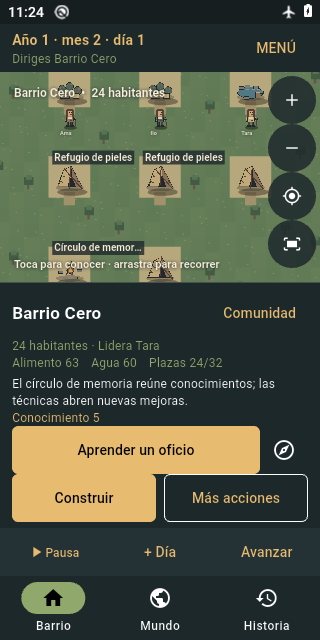 11:24
Año 1 · mes 2 · día 1
Diriges Barrio Cero
MENÚ
Barrio Cero · 24 habitantes
Ama
Ilo
Tara
Refugio de pieles
Refugio de pieles
Círculo de memor...
Toca para conocer · arrastra para recorrer
Barrio Cero
Comunidad
24 habitantes · Lidera Tara
Alimento 63 Agua 60 Plazas 24/32
El círculo de memoria reúne conocimientos; las
técnicas abren nuevas mejoras.
Conocimiento 5
Aprender un oficio
Construir
Más acciones
Pausa
+ Día
Avanzar
Barrio
Mundo
Historia